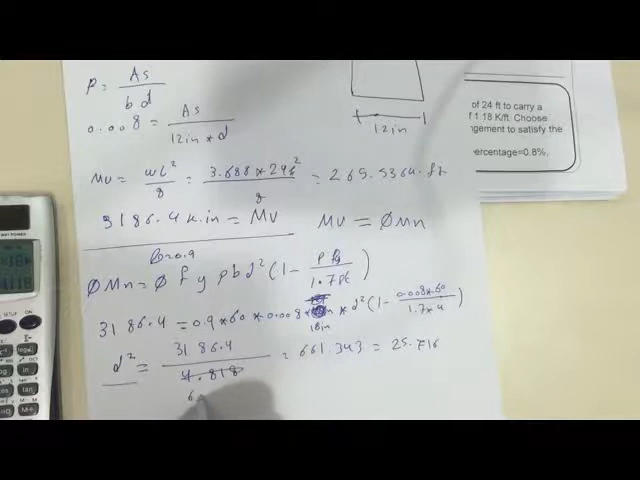 ρ = As / b d
0.008 = As / 12in * d
12in
of 24 ft to carry a
f 1.18 K/ft. Choose
ngement to satisfy the
ercentage=0.8%,
Mu = wL² / 8 = 3.688 * 24² / 8 = 265.536 k.ft
3186.4 k.in = Mu Mu = ØMn
Ø=0.9
ØMn = Ø fy ρ b d² (1 - ρ fy / 1.7 fc)
3186.4 = 0.9 * 60 * 0.008 * 18in * d² (1 - 0.008*60 / 1.7 * 4)
d² = 3186.4 / 4.818 = 661.343 = 25.716